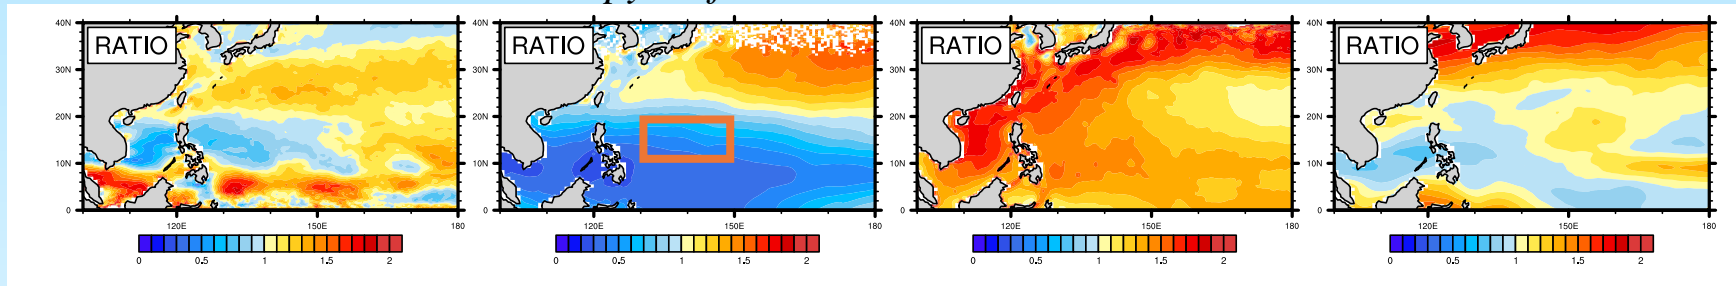 RATIO RATIO RATIO RATIO
40N 40N 40N 40N
30N 30N 30N 30N
20N 20N 20N 20N
10N 10N 10N 10N
0 0 0 0
120E 150E 180 120E 150E 180 120E 150E 180 120E 150E 180
0 0.5 1 1.5 2 0 0.5 1 1.5 2 0 0.5 1 1.5 2 0 0.5 1 1.5 2